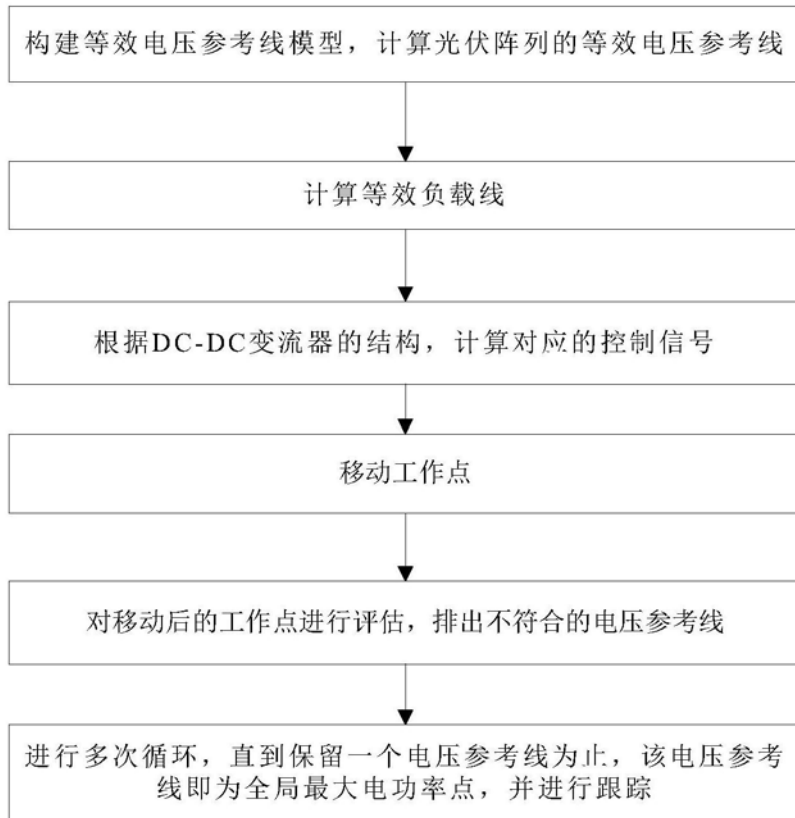 构建等效电压参考线模型，计算光伏阵列的等效电压参考线
计算等效负载线
根据DC-DC变流器的结构，计算对应的控制信号
移动工作点
对移动后的工作点进行评估，排出不符合的电压参考线
进行多次循环，直到保留一个电压参考线为止，该电压参考
线即为全局最大电功率点，并进行跟踪